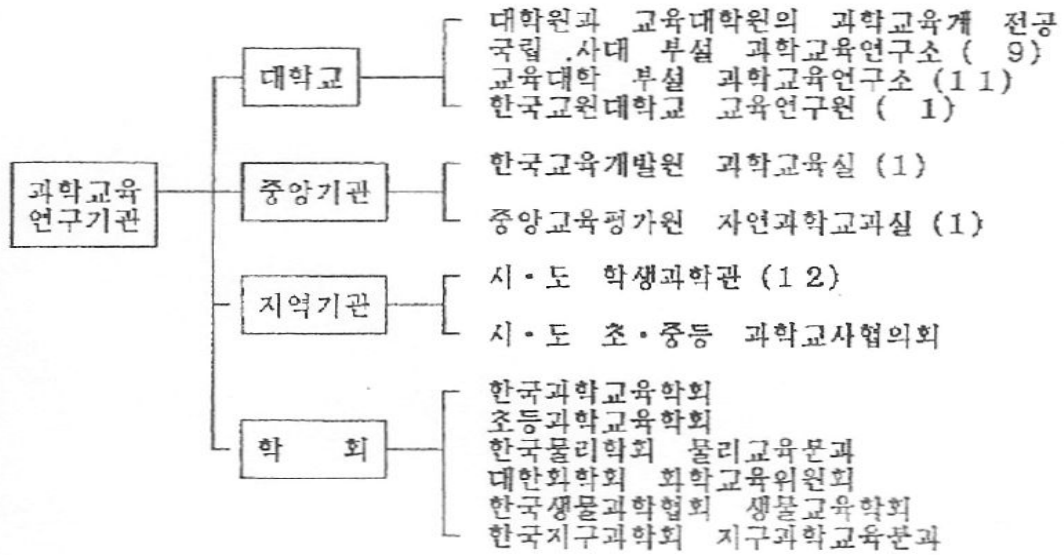 대학원과 교육대학원의 과학교육계 전공
국립 .사대 부설 과학교육연구소 ( 9)
교육대학 부설 과학교육연구소 (11)
한국교원대학교 교육연구원 ( 1)
대학교
한국교육개발원 과학교육실 (1)
과학교육
연구기관
중앙기관
중앙교육평가원 자연과학교과실 (1)
시·도 학생과학관 (12)
지역기관
시·도 초·중등 과학교사협의회
한국과학교육학회
초등과학교육학회
학 회
한국물리학회 물리교육분과
대한화학회 화학교육위원회
한국생물과학협회 생물교육학회
한국지구과학회 지구과학교육분과